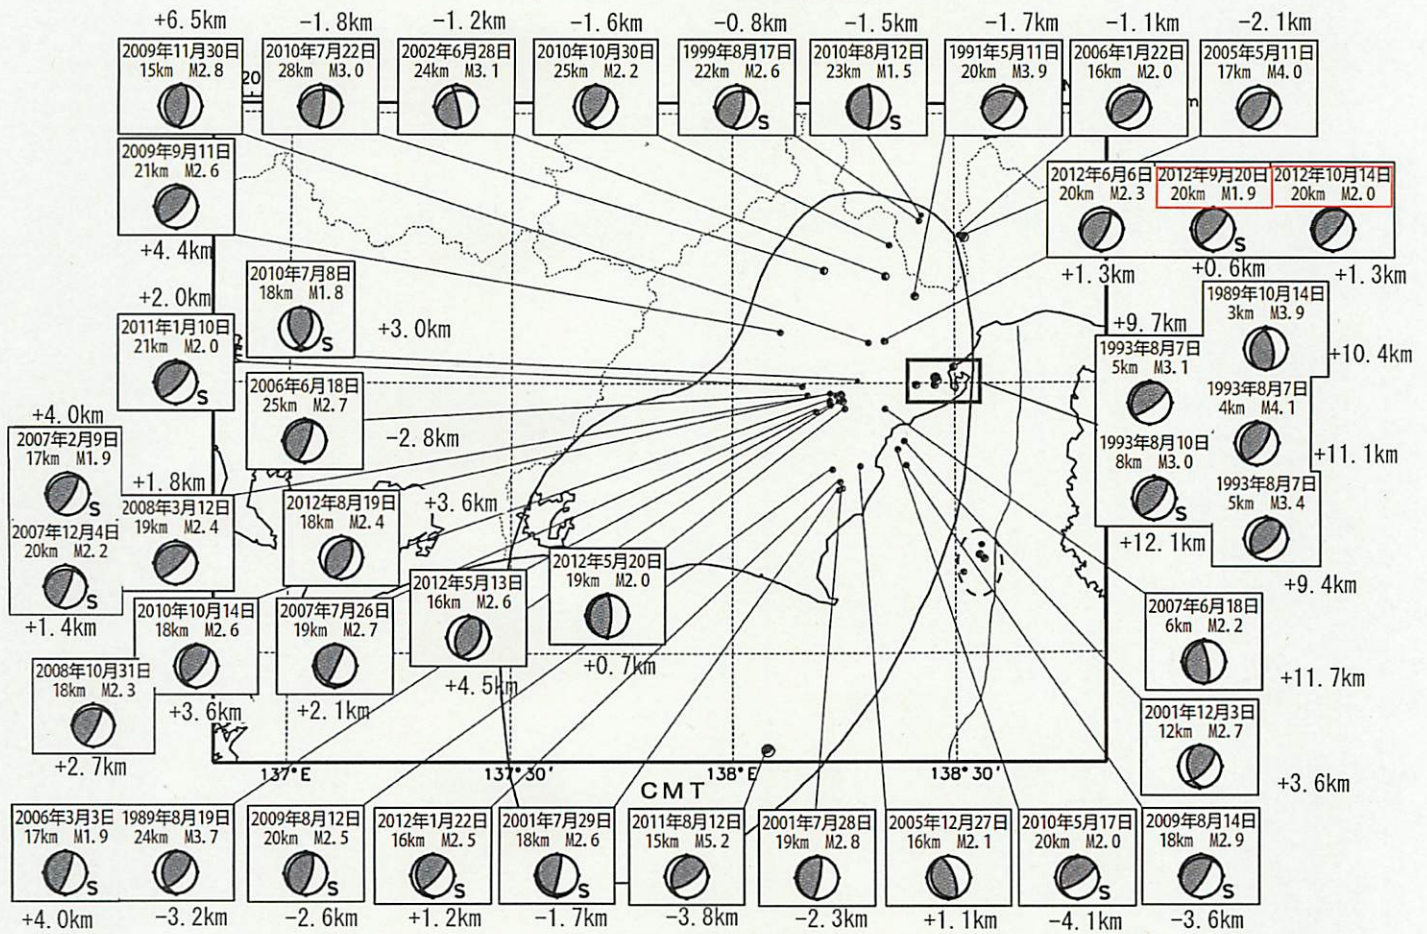 +6.5km
-1.8km
-1.2km
-1.6km
-0.8km
-1.5km
-1.7km
-1.1km
-2.1km
2009年11月30日
15km M2.8
2010年7月22日
28km M3.0
2002年6月28日
24km M3.1
2010年10月30日
25km M2.2
1999年8月17日
22km M2.6
S
2010年8月12日
23km M1.5
S
1991年5月11日
20km M3.9
2006年1月22日
16km M2.0
2005年5月11日
17km M4.0
2009年9月11日
21km M2.6
+4.4km
2012年6月6日
20km M2.3
+1.3km
2012年9月20日
20km M1.9
S
+0.6km
2012年10月14日
20km M2.0
+1.3km
2010年7月8日
18km M1.8
S
+3.0km
+2.0km
2011年1月10日
21km M2.0
S
1989年10月14日
3km M3.9
+10.4km
+9.7km
1993年8月7日
5km M3.1
1993年8月7日
4km M4.1
+11.1km
1993年8月10日
8km M3.0
S
+12.1km
1993年8月7日
5km M3.4
+9.4km
2006年6月18日
25km M2.7
-2.8km
+4.0km
2007年2月9日
17km M1.9
S
2007年12月4日
20km M2.2
S
+1.4km
+1.8km
2008年3月12日
19km M2.4
2012年8月19日
18km M2.4
+3.6km
2012年5月13日
16km M2.6
+4.5km
2012年5月20日
19km M2.0
+0.7km
2010年10月14日
18km M2.6
+3.6km
2007年7月26日
19km M2.7
+2.1km
2008年10月31日
18km M2.3
+2.7km
2007年6月18日
6km M2.2
+11.7km
2001年12月3日
12km M2.7
+3.6km
137°E
137°30′
138°E
138°30′
CMT
2006年3月3日
17km M1.9
S
+4.0km
1989年8月19日
24km M3.7
-3.2km
2009年8月12日
20km M2.5
S
-2.6km
2012年1月22日
16km M2.5
S
+1.2km
2001年7月29日
18km M2.6
S
-1.7km
2011年8月12日
15km M5.2
-3.8km
2001年7月28日
19km M2.8
-2.3km
2005年12月27日
16km M2.1
+1.1km
2010年5月17日
20km M2.0
S
-4.1km
2009年8月14日
18km M2.9
S
-3.6km